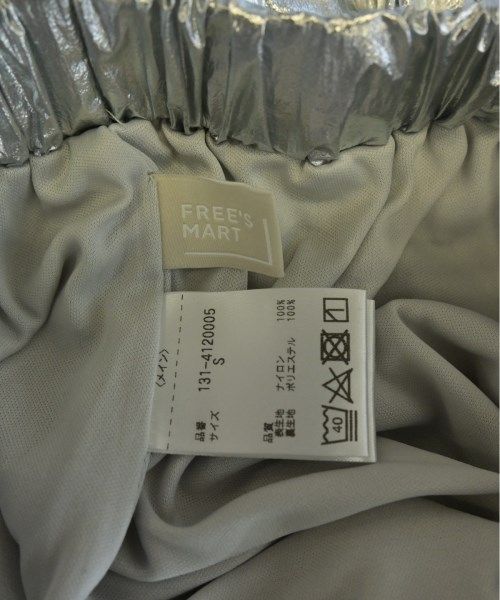 FREE'S
MART
〈メイン〉
品番 131-4120005
サイズ S
品質
表生地 ナイロン 100%
裏生地 ポリエステル 100%
40